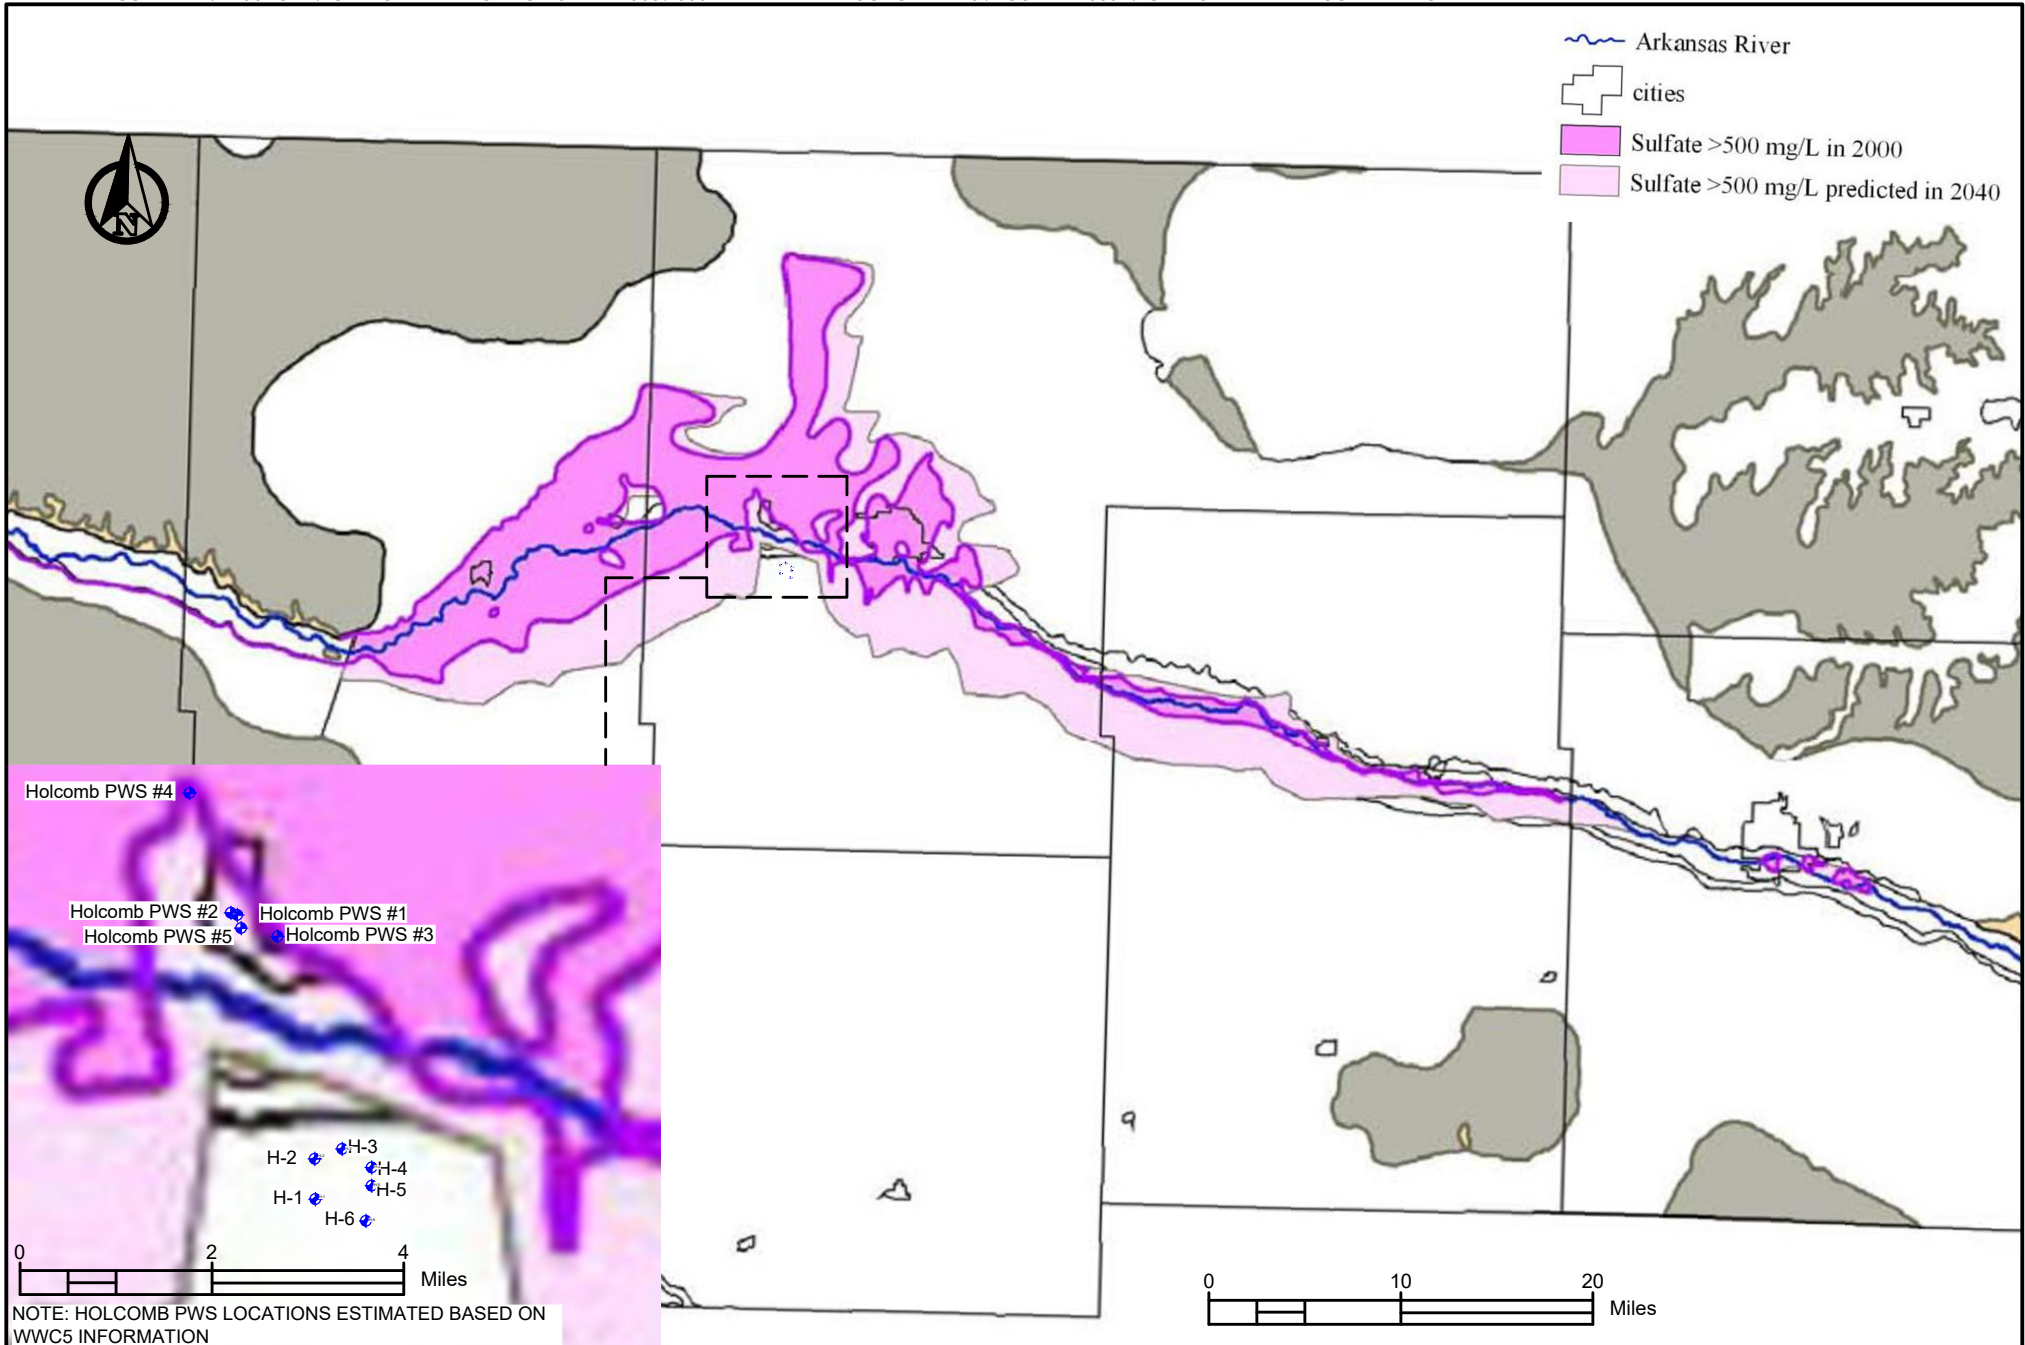 Arkansas River
cities
Sulfate >500 mg/L in 2000
Sulfate >500 mg/L predicted in 2040
N
Holcomb PWS #4
Holcomb PWS #2
Holcomb PWS #1
Holcomb PWS #5
Holcomb PWS #3
H-3
H-2
H-4
H-5
H-1
H-6
0 2 4
Miles
NOTE: HOLCOMB PWS LOCATIONS ESTIMATED BASED ON
WWC5 INFORMATION
0 10 20
Miles